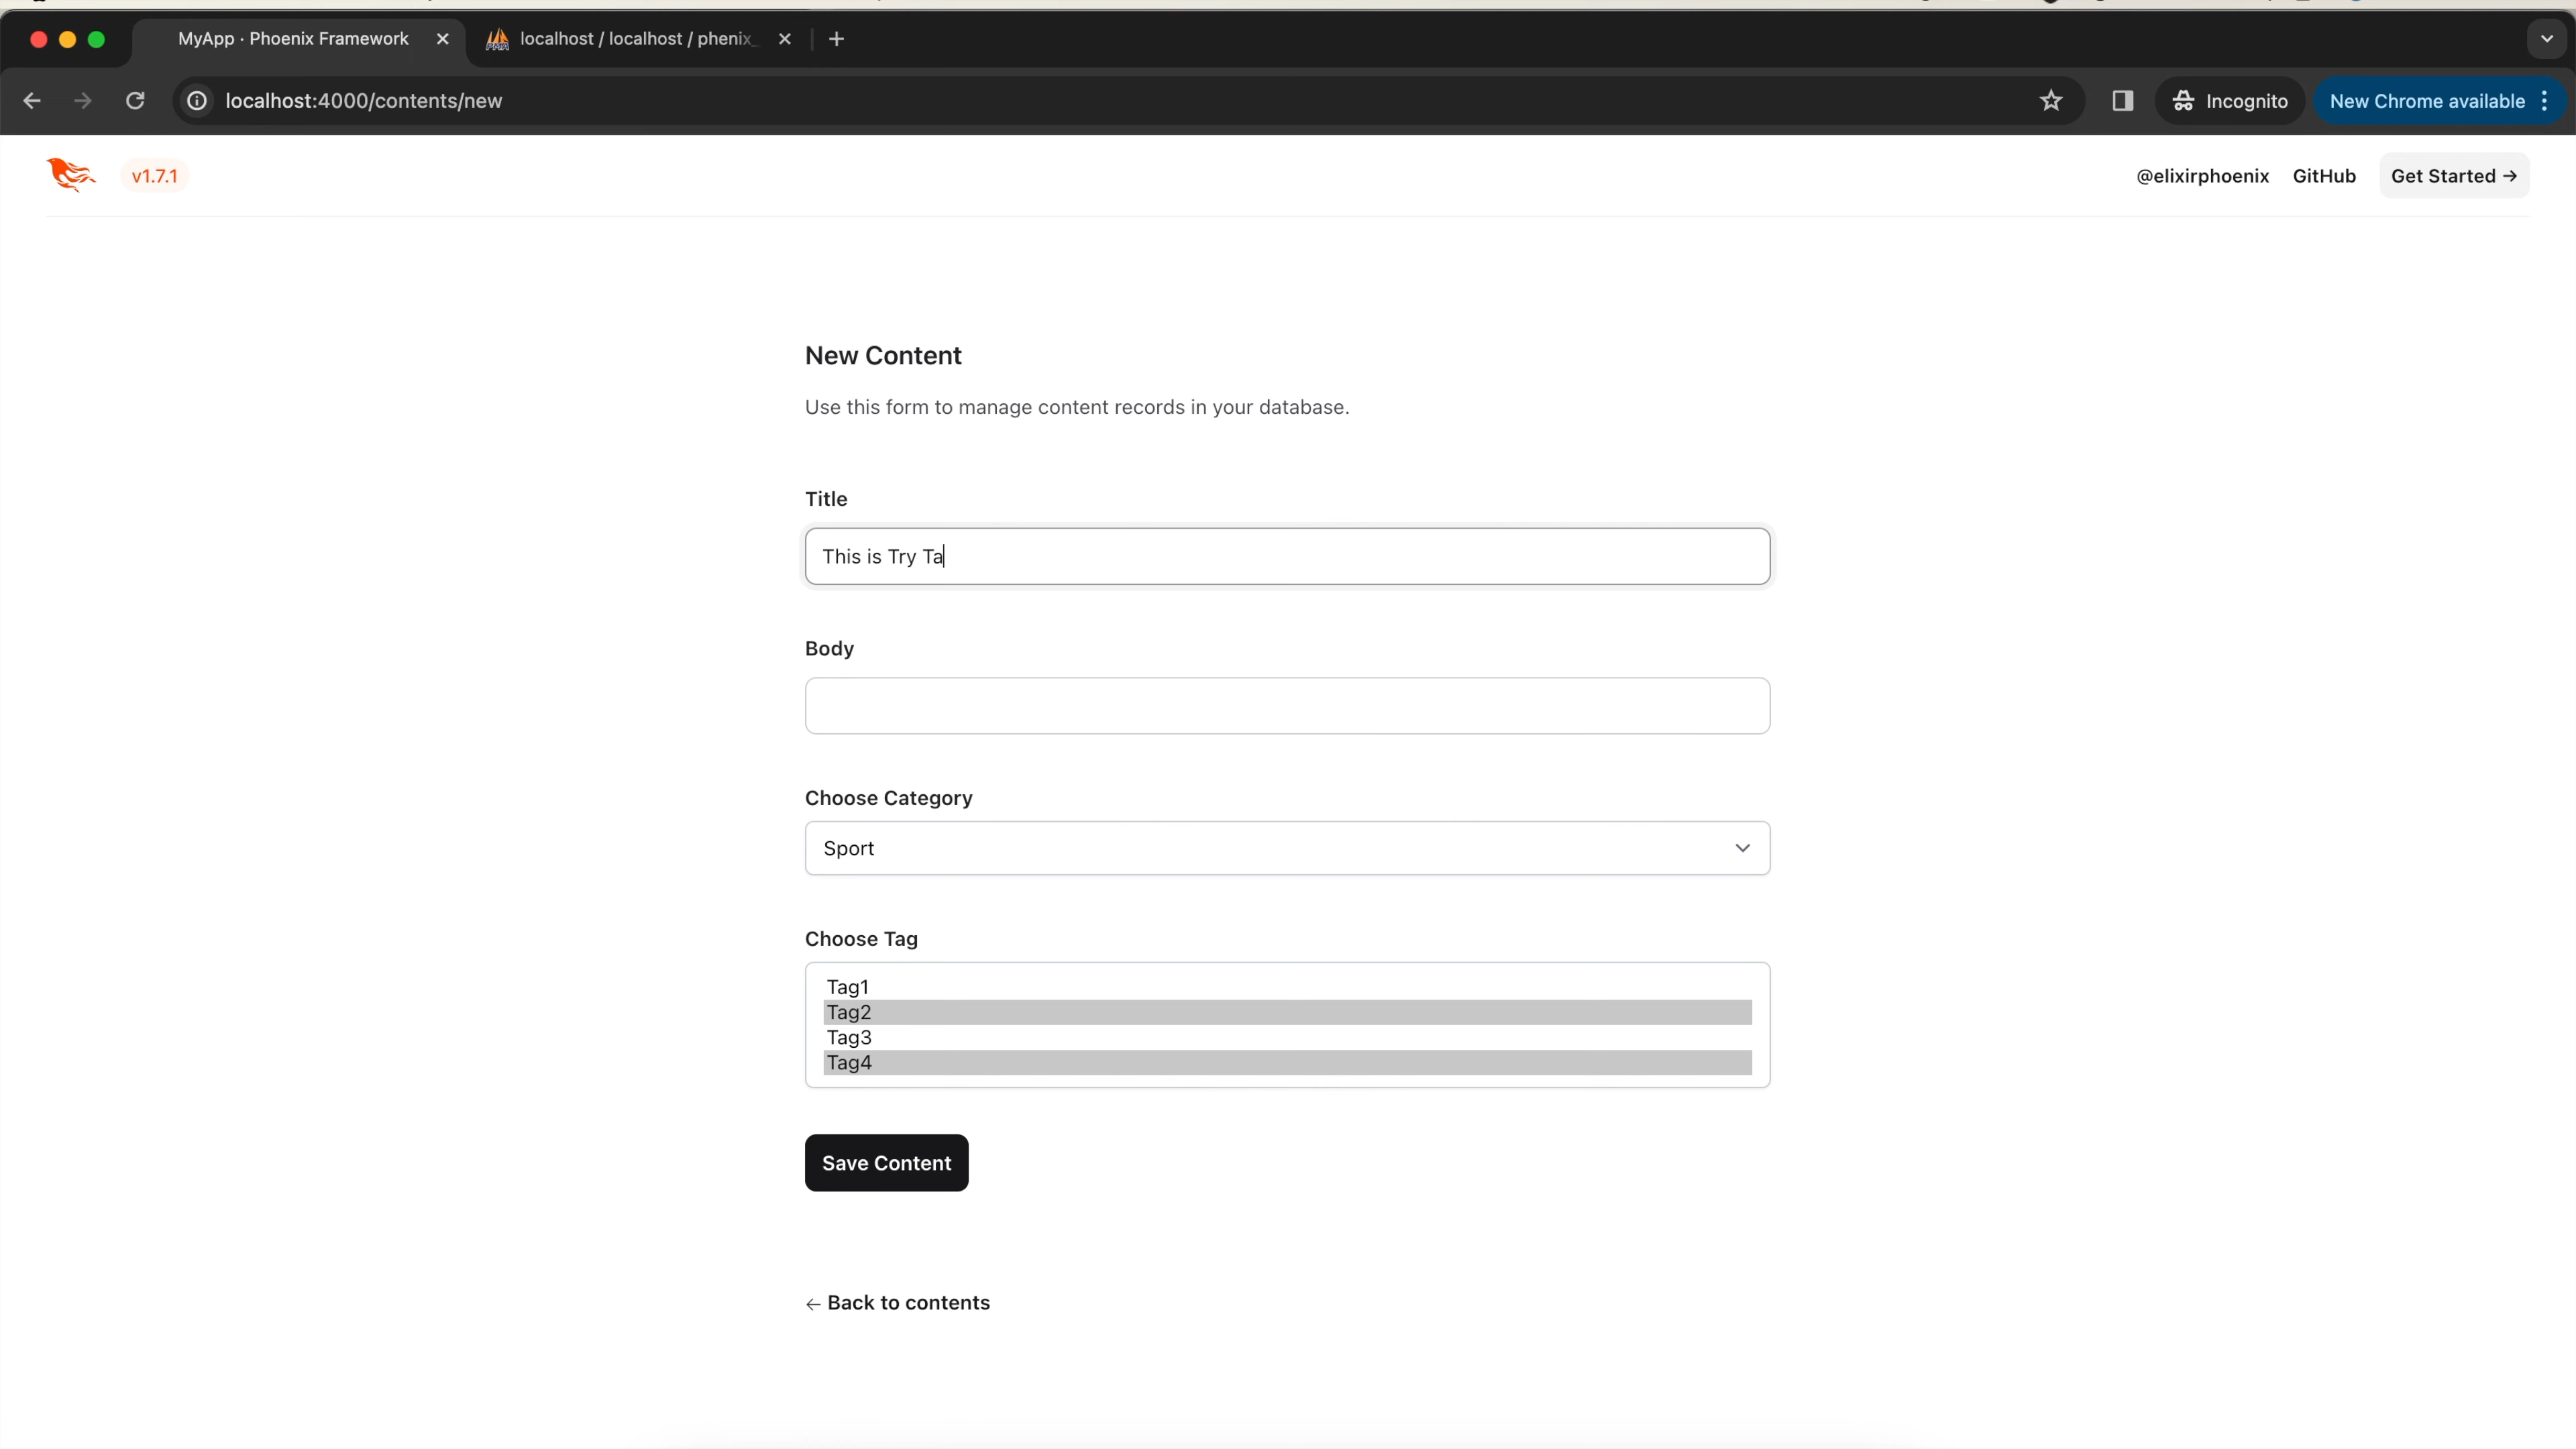 MyApp · Phoenix Framework
localhost / localhost / phenix_
localhost:4000/contents/new
Incognito
New Chrome available
v1.7.1
@elixirphoenix
GitHub
Get Started →
New Content
Use this form to manage content records in your database.
Title
This is Try Ta
Body
Choose Category
Sport
Choose Tag
Tag1
Tag2
Tag3
Tag4
Save Content
← Back to contents